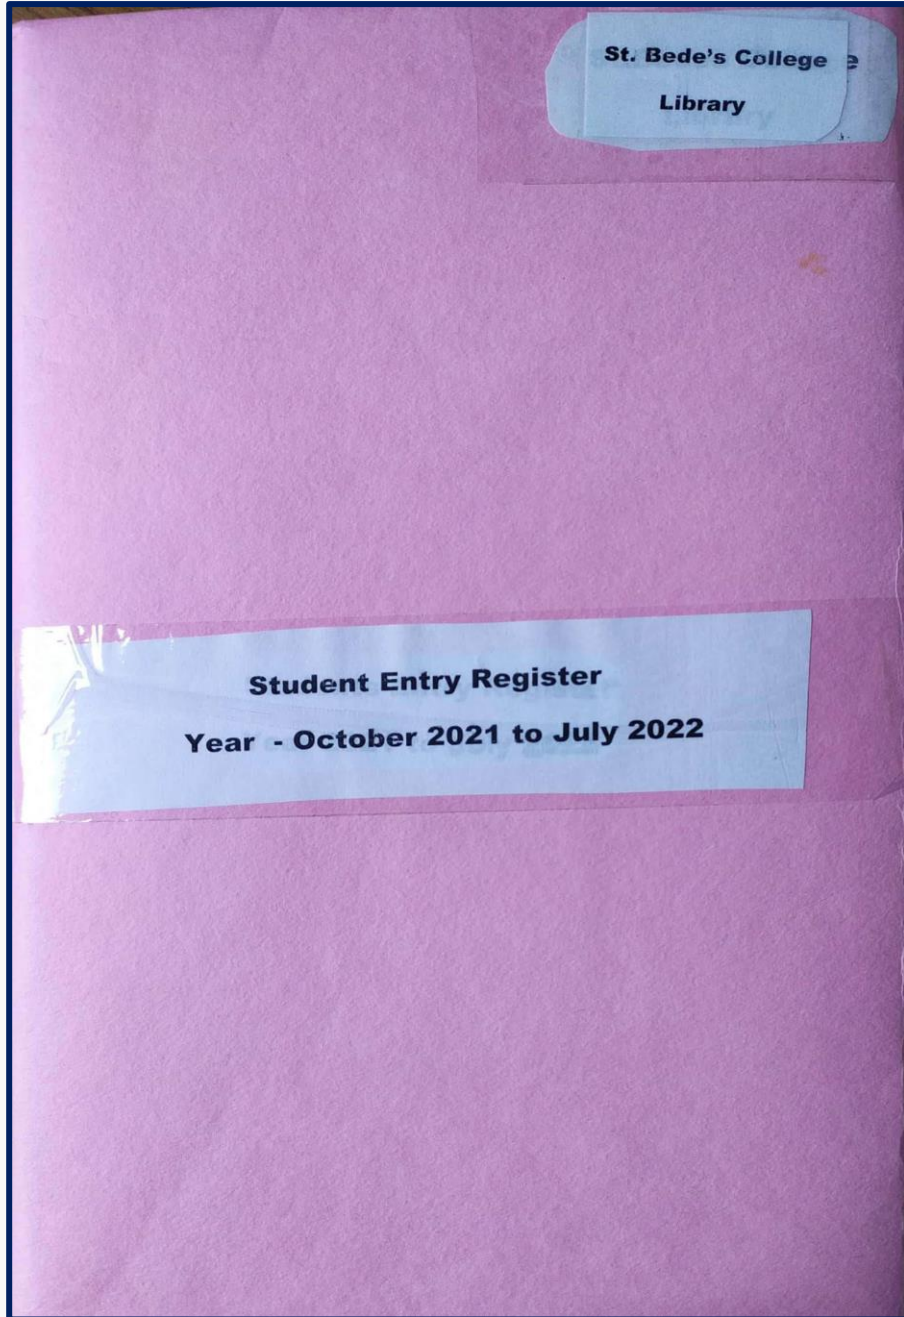 St. Bede's College
Library
Student Entry Register
Year - October 2021 to July 2022